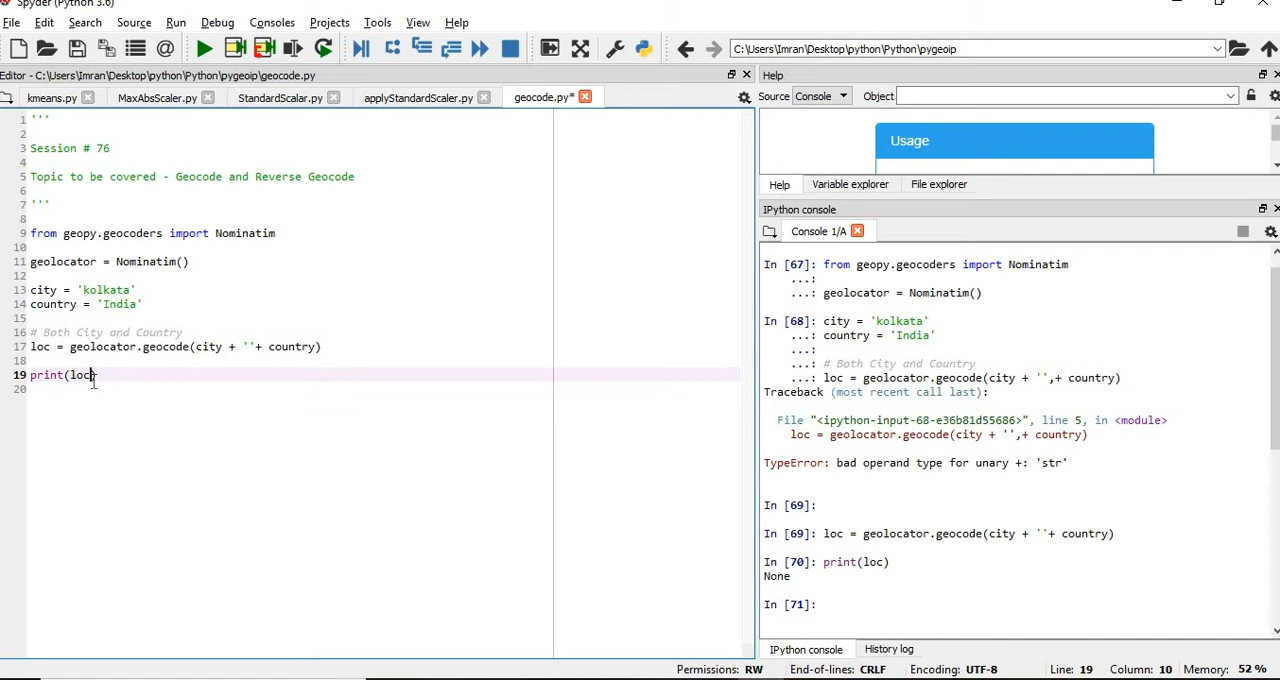 Spyder (Python 3.6)
File Edit Search Source Run Debug Consoles Projects Tools View Help
C:\Users\Imran\Desktop\python\Python\pygeoip
Editor - C:\Users\Imran\Desktop\python\Python\pygeoip\geocode.py
kmeans.py MaxAbsScaler.py StandardScalar.py applyStandardScaler.py geocode.py*
1 '''
2
3 Session # 76
4
5 Topic to be covered - Geocode and Reverse Geocode
6
7 '''
8
9 from geopy.geocoders import Nominatim
10
11 geolocator = Nominatim()
12
13 city = 'kolkata'
14 country = 'India'
15
16 # Both City and Country
17 loc = geolocator.geocode(city + ''+ country)
18
19 print(loc)
20
Help
Source Console Object
Usage
Help Variable explorer File explorer
IPython console
Console 1/A
In [67]: from geopy.geocoders import Nominatim
...:
...: geolocator = Nominatim()
In [68]: city = 'kolkata'
...: country = 'India'
...:
...: # Both City and Country
...: loc = geolocator.geocode(city + '',+ country)
Traceback (most recent call last):
File "<ipython-input-68-e36b81d55686>", line 5, in <module>
loc = geolocator.geocode(city + '',+ country)
TypeError: bad operand type for unary +: 'str'
In [69]:
In [69]: loc = geolocator.geocode(city + ''+ country)
In [70]: print(loc)
None
In [71]:
IPython console History log
Permissions: RW End-of-lines: CRLF Encoding: UTF-8 Line: 19 Column: 10 Memory: 52 %